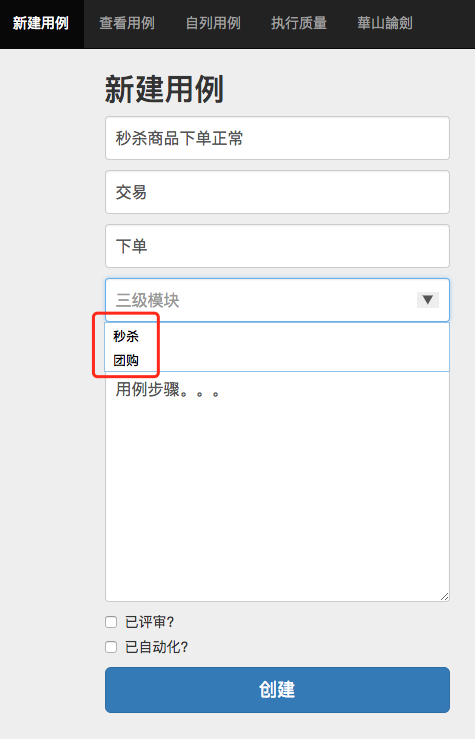 新建用例 查看用例 自列用例 执行质量 華山論劍
新建用例
秒杀商品下单正常
交易
下单
三级模块
秒杀
团购
用例步骤。。。
已评审?
已自动化?
创建